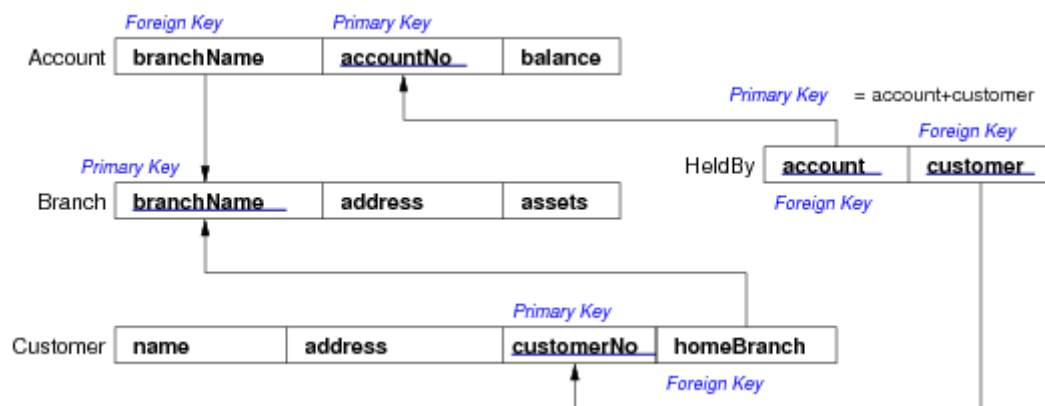 Foreign Key Primary Key
Account branchName accountNo balance
Primary Key = account+customer
Foreign Key
HeldBy account customer
Foreign Key
Primary Key
Branch branchName address assets
Primary Key
Customer name address customerNo homeBranch
Foreign Key